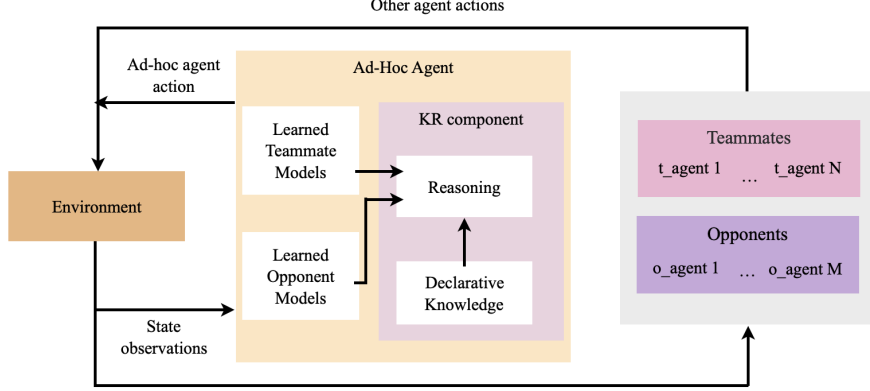 Other agent actions
Ad-hoc agent
action
Ad-Hoc Agent
Learned
Teammate
Models
KR component
Reasoning
Teammates
t_agent 1 ... t_agent N
Environment
Learned
Opponent
Models
Declarative
Knowledge
Opponents
o_agent 1 ... o_agent M
State
observations